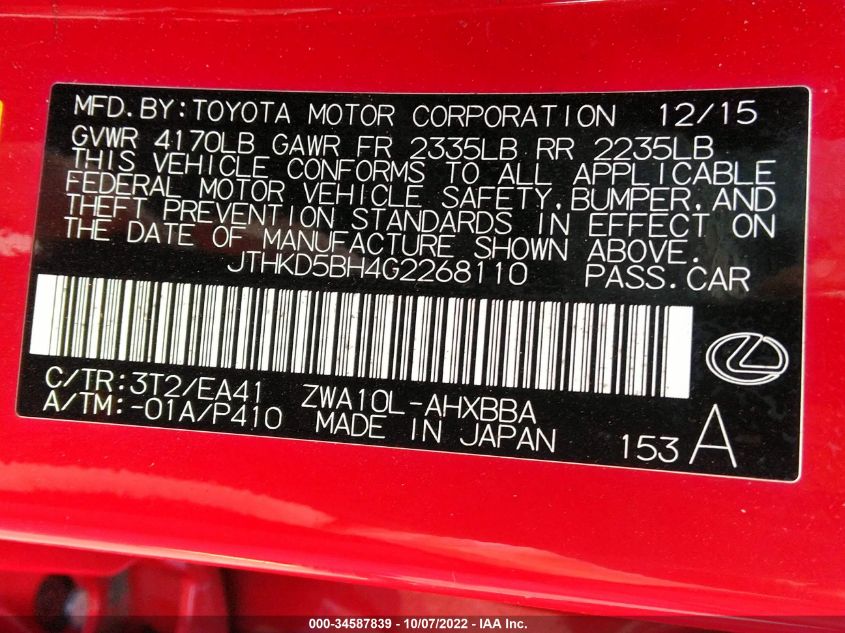 MFD.BY:TOYOTA MOTOR CORPORATION 12/15
GVWR 4170LB GAWR FR 2335LB RR 2235LB
THIS VEHICLE CONFORMS TO ALL APPLICABLE
FEDERAL MOTOR VEHICLE SAFETY,BUMPER,AND
THEFT PREVENTION STANDARDS IN EFFECT ON
THE DATE OF MANUFACTURE SHOWN ABOVE.
JTHKD5BH4G2268110 PASS.CAR
C/TR:3T2/EA41 ZWA10L-AHXBBA
A/TM:-01A/P410 MADE IN JAPAN 153 A
000-34587839 - 10/07/2022 - IAA Inc.